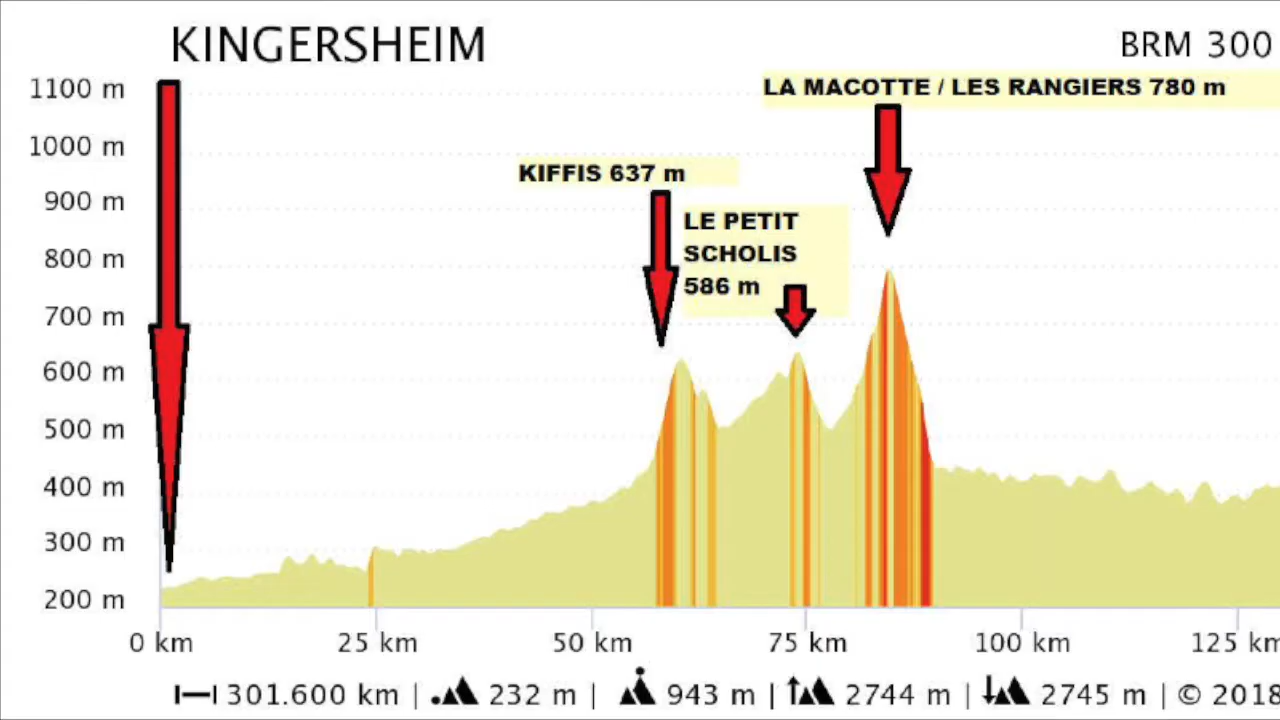 KINGERSHEIM
BRM 300
1100 m
LA MACOTTE / LES RANGIERS 780 m
1000 m
KIFFIS 637 m
900 m
LE PETIT
SCHOLIS
586 m
800 m
700 m
600 m
500 m
400 m
300 m
200 m
0 km 25 km 50 km 75 km 100 km 125 km
301.600 km | 232 m | 943 m | 2744 m | 2745 m | © 2018